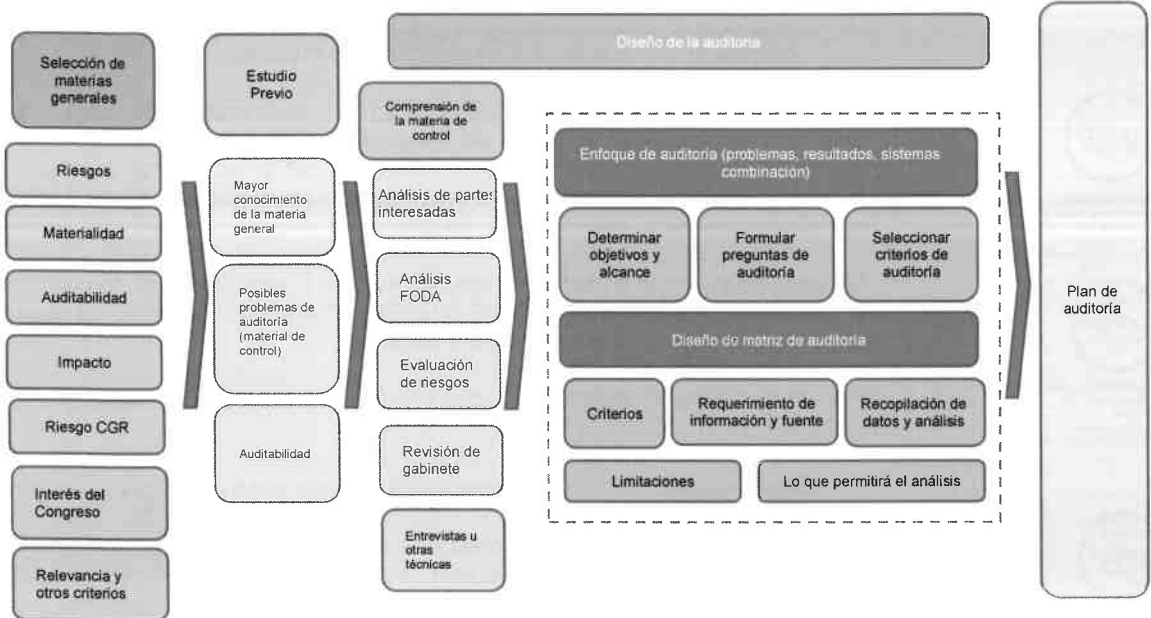 Selección de
materias
generales
Riesgos
Materialidad
Auditabilidad
Impacto
Riesgo CGR
Interés del
Congreso
Relevancia y
otros criterios
Estudio
Previo
Mayor
conocimiento
de la materia
general
Posibles
problemas de
auditoría
(material de
control)
Auditabilidad
Diseño de la auditoría
Comprensión de
la materia de
control
Análisis de partes
interesadas
Análisis
FODA
Evaluación
de riesgos
Revisión de
gabinete
Entrevistas u
otras
técnicas
Enfoque de auditoría (problemas, resultados, sistemas
combinación)
Determinar
objetivos y
alcance
Formular
preguntas de
auditoría
Seleccionar
criterios de
auditoría
Diseño de matriz de auditoría
Criterios
Requerimiento de
información y fuente
Recopilación de
datos y análisis
Limitaciones
Lo que permitirá el análisis
Plan de
auditoría